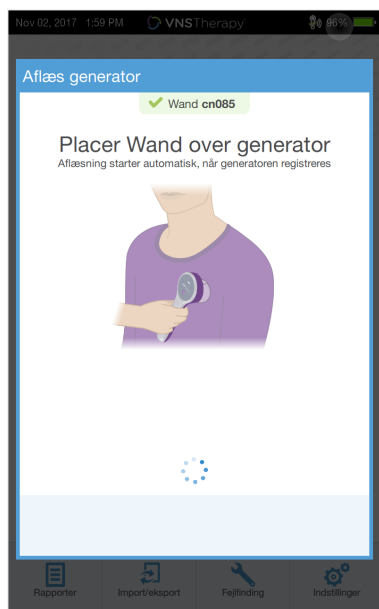 Nov 02, 2017 1:59 PM VNSTherapy 96%
Aflæs generator
Wand cn085
Placer Wand over generator
Aflæsning starter automatisk, når generatoren registreres
Rapporter Import/eksport Fejlfinding Indstillinger